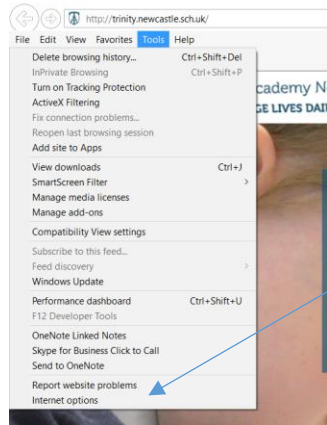 http://trinity.newcastle.sch.uk/
File Edit View Favorites Tools Help
Delete browsing history... Ctrl+Shift+Del
InPrivate Browsing Ctrl+Shift+P
Turn on Tracking Protection
ActiveX Filtering
Fix connection problems...
Reopen last browsing session
Add site to Apps
View downloads Ctrl+J
SmartScreen Filter >
Manage media licenses
Manage add-ons
Compatibility View settings
Subscribe to this feed...
Feed discovery >
Windows Update
Performance dashboard Ctrl+Shift+U
F12 Developer Tools
OneNote Linked Notes
Skype for Business Click to Call
Send to OneNote
Report website problems
Internet options
cademy N
GE LIVES DAI